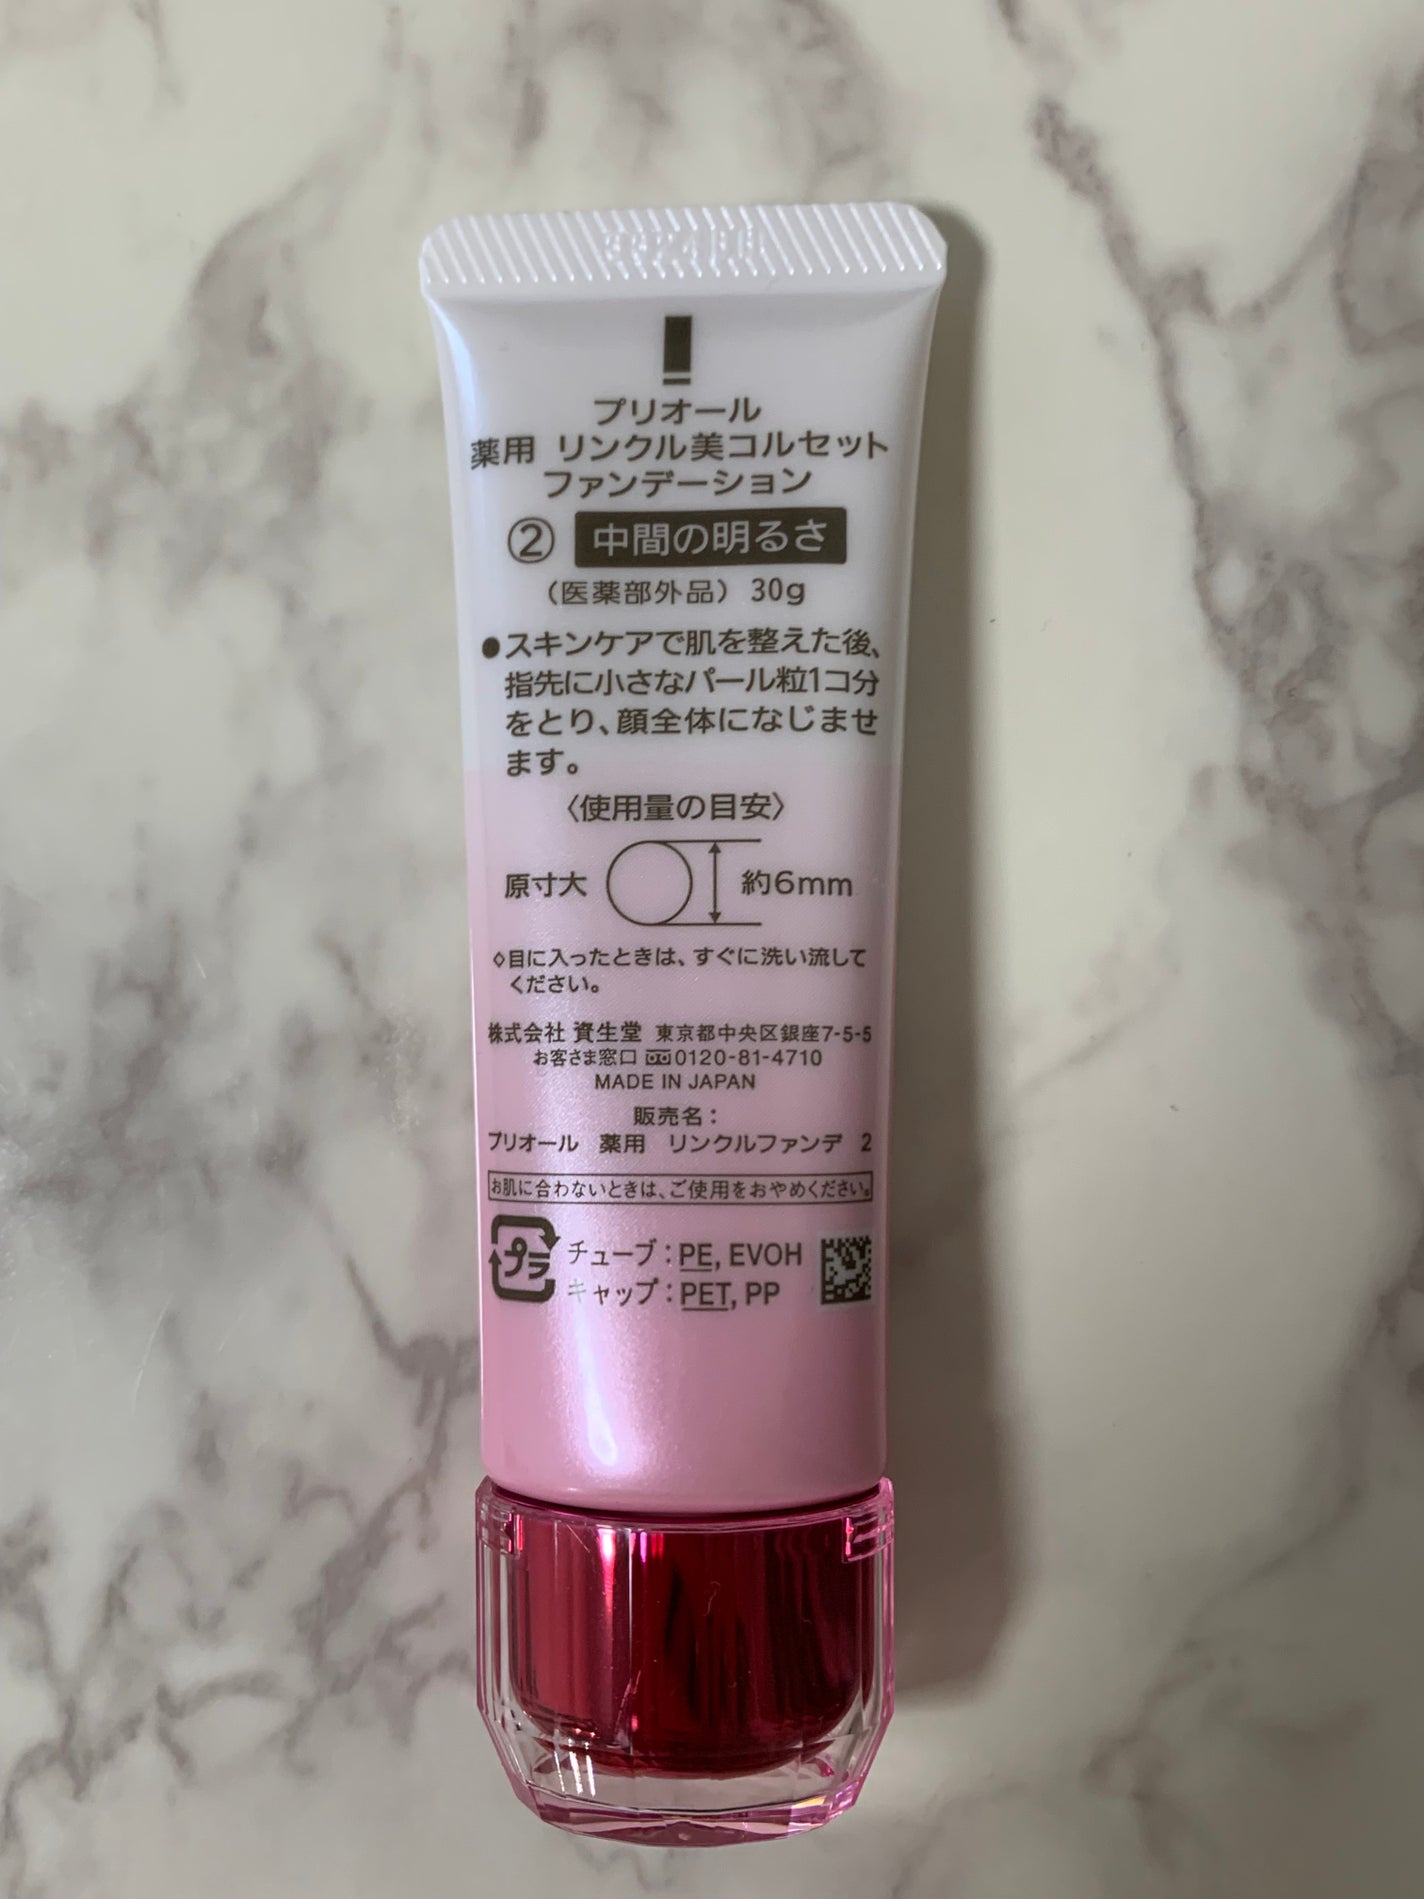 プリオール
薬用 リンクル美コルセット
ファンデーション
② 中間の明るさ
（医薬部外品） 30g
●スキンケアで肌を整えた後、
指先に小さなパール粒1コ分
をとり、顔全体になじませ
ます。
〈使用量の目安〉
原寸大 約6mm
◇目に入ったときは、すぐに洗い流して
ください。
株式会社 資生堂 東京都中央区銀座7-5-5
お客さま窓口 0120-81-4710
MADE IN JAPAN
販売名：
プリオール 薬用 リンクルファンデ 2
お肌に合わないときは、ご使用をおやめください。
プラ チューブ：PE, EVOH
キャップ：PET, PP